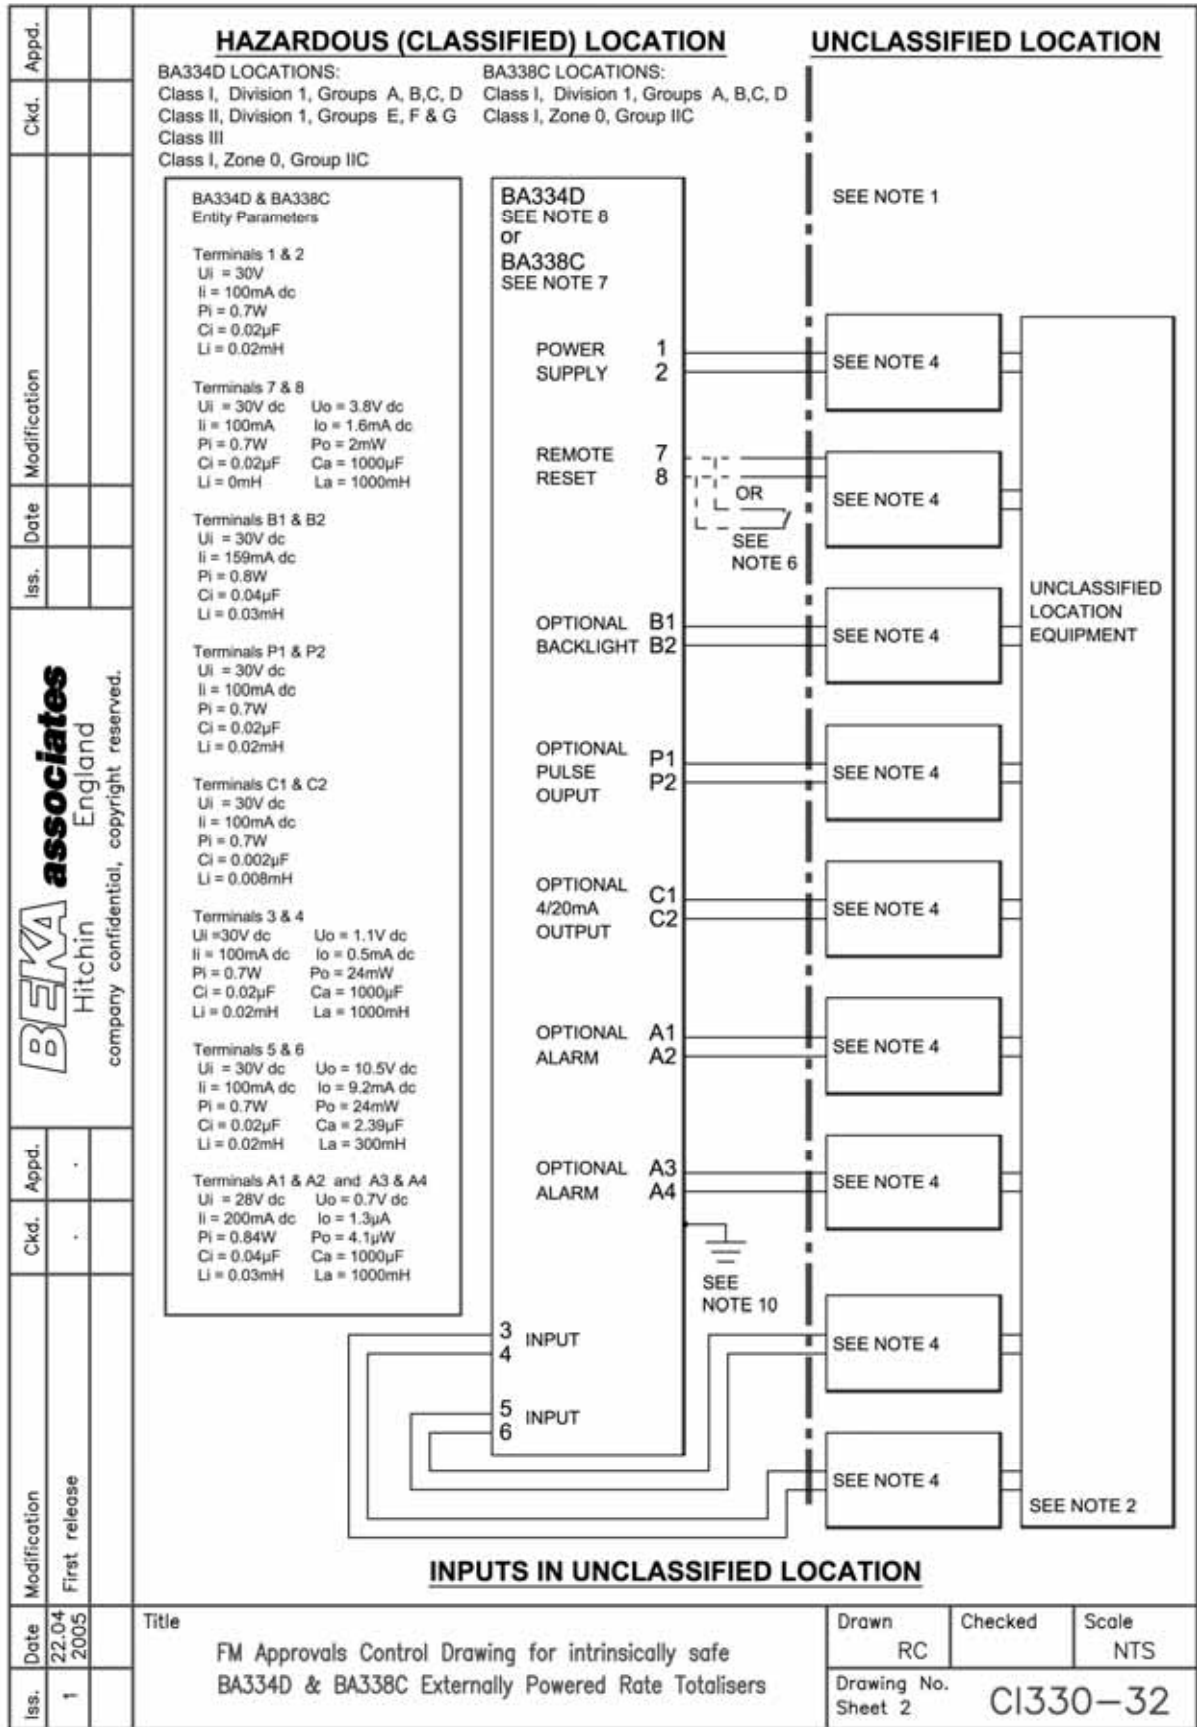 HAZARDOUS (CLASSIFIED) LOCATION
UNCLASSIFIED LOCATION
BA334D LOCATIONS:
Class I, Division 1, Groups A, B,C, D
Class II, Division 1, Groups E, F & G
Class III
Class I, Zone 0, Group IIC
BA338C LOCATIONS:
Class I, Division 1, Groups A, B,C, D
Class I, Zone 0, Group IIC
BA334D & BA338C
Entity Parameters
Terminals 1 & 2
Ui = 30V
Ii = 100mA dc
Pi = 0.7W
Ci = 0.02µF
Li = 0.02mH
Terminals 7 & 8
Ui = 30V dc Uo = 3.8V dc
Ii = 100mA Io = 1.6mA dc
Pi = 0.7W Po = 2mW
Ci = 0.02µF Ca = 1000µF
Li = 0mH La = 1000mH
Terminals B1 & B2
Ui = 30V dc
Ii = 159mA dc
Pi = 0.8W
Ci = 0.04µF
Li = 0.03mH
Terminals P1 & P2
Ui = 30V dc
Ii = 100mA dc
Pi = 0.7W
Ci = 0.02µF
Li = 0.02mH
Terminals C1 & C2
Ui = 30V dc
Ii = 100mA dc
Pi = 0.7W
Ci = 0.002µF
Li = 0.008mH
Terminals 3 & 4
Ui =30V dc Uo = 1.1V dc
Ii = 100mA dc Io = 0.5mA dc
Pi = 0.7W Po = 24mW
Ci = 0.02µF Ca = 1000µF
Li = 0.02mH La = 1000mH
Terminals 5 & 6
Ui = 30V dc Uo = 10.5V dc
Ii = 100mA dc Io = 9.2mA dc
Pi = 0.7W Po = 24mW
Ci = 0.02µF Ca = 2.39µF
Li = 0.02mH La = 300mH
Terminals A1 & A2 and A3 & A4
Ui = 28V dc Uo = 0.7V dc
Ii = 200mA dc Io = 1.3µA
Pi = 0.84W Po = 4.1µW
Ci = 0.04µF Ca = 1000µF
Li = 0.03mH La = 1000mH
BA334D
SEE NOTE 8
or
BA338C
SEE NOTE 7
SEE NOTE 1
POWER 1
SUPPLY 2
SEE NOTE 4
REMOTE 7
RESET 8
OR
SEE
NOTE 6
SEE NOTE 4
OPTIONAL B1
BACKLIGHT B2
SEE NOTE 4
OPTIONAL
PULSE
OUPUT
P1
P2
SEE NOTE 4
OPTIONAL
4/20mA
OUTPUT
C1
C2
SEE NOTE 4
OPTIONAL A1
ALARM A2
SEE NOTE 4
OPTIONAL A3
ALARM A4
SEE NOTE 4
SEE
NOTE 10
3
4
INPUT
SEE NOTE 4
5
6
INPUT
SEE NOTE 4
UNCLASSIFIED
LOCATION
EQUIPMENT
SEE NOTE 2
INPUTS IN UNCLASSIFIED LOCATION
Title
FM Approvals Control Drawing for intrinsically safe
BA334D & BA338C Externally Powered Rate Totalisers
Drawn
RC
Checked
Scale
NTS
Drawing No.
Sheet 2
CI330-32
Iss. Date Modification Ckd. Appd.
1 22.04 2005 First release . .
BEKA associates
Hitchin England
company confidential, copyright reserved.
Iss. Date Modification Ckd. Appd.